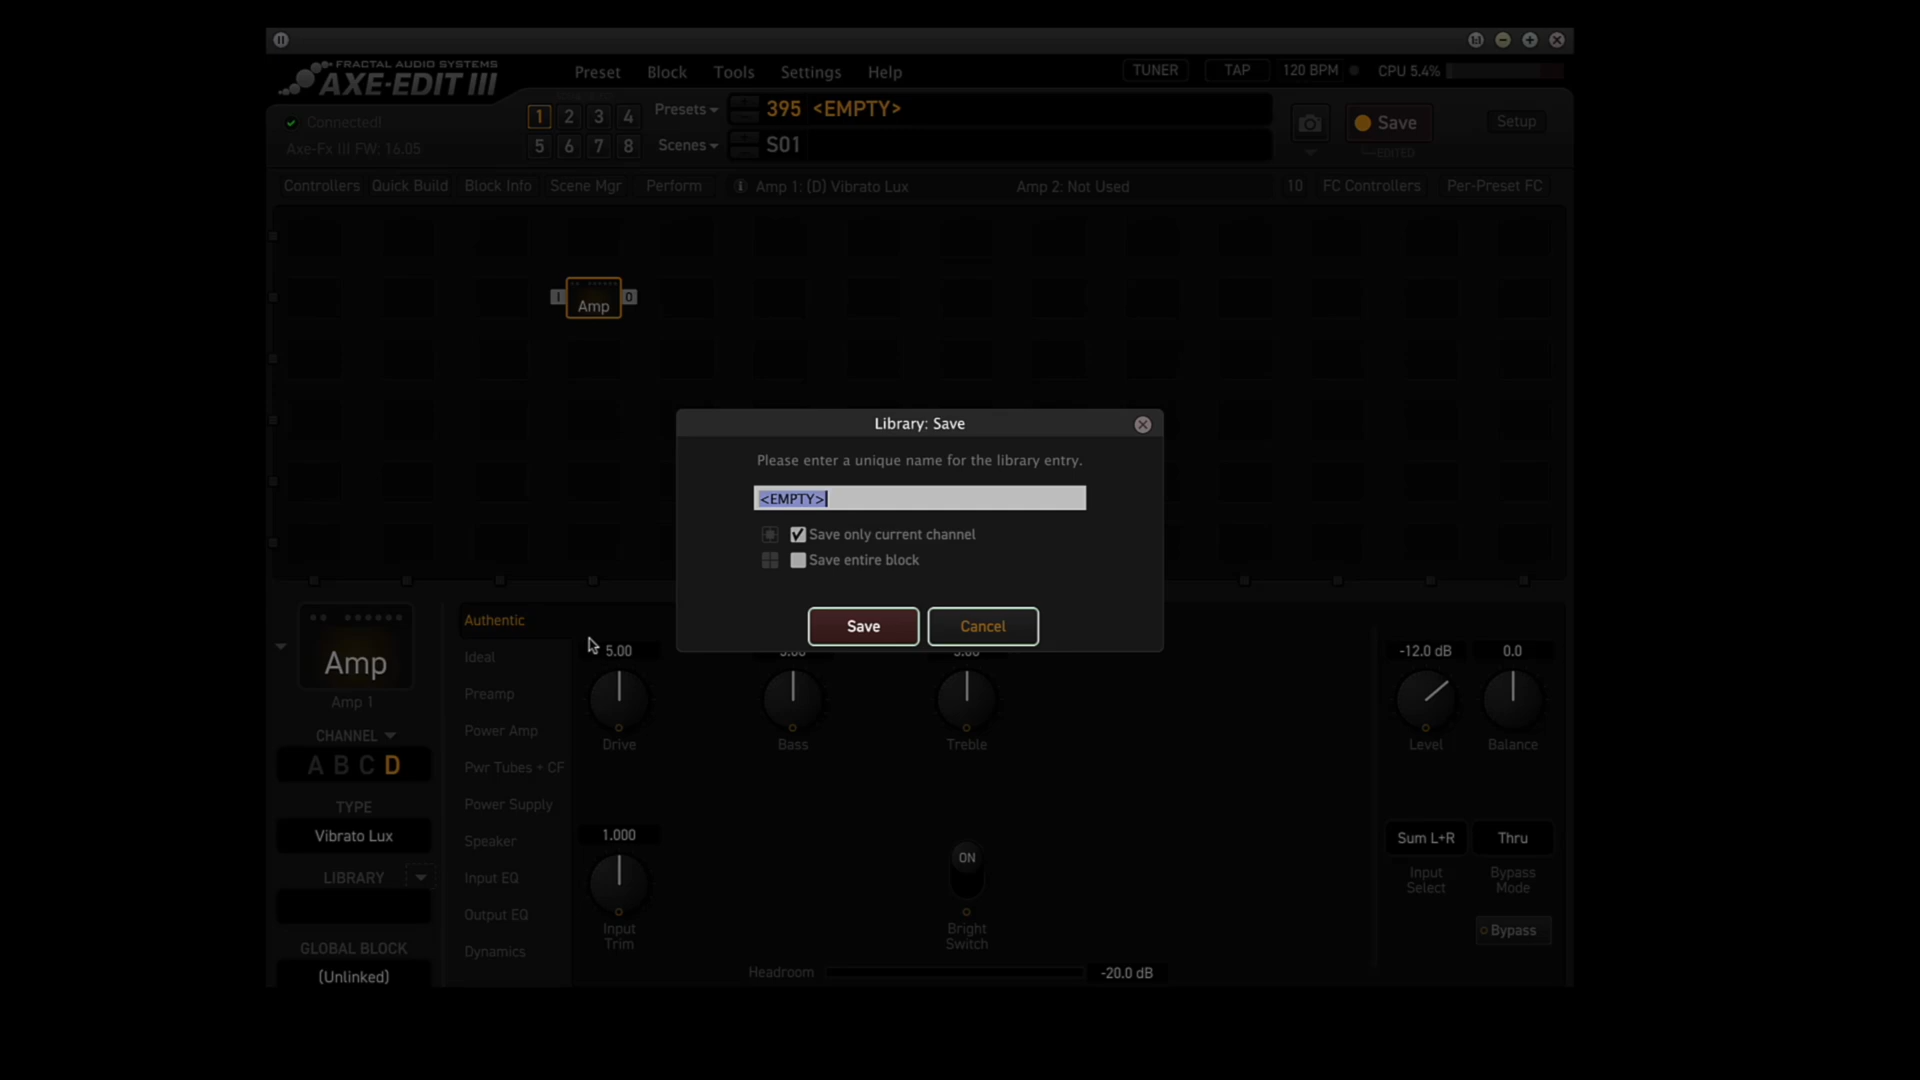 FRACTAL AUDIO SYSTEMS
AXE-EDIT III
Preset Block Tools Settings Help
TUNER TAP 120 BPM CPU 5.4%
Connected!
Axe-Fx III FW: 16.05
1 2 3 4
5 6 7 8
Presets 395 <EMPTY>
Scenes S01
Save
EDITED
Setup
Controllers Quick Build Block Info Scene Mgr Perform
Amp 1: (D) Vibrato Lux Amp 2: Not Used 10 FC Controllers Per-Preset FC
I Amp O
Library: Save
Please enter a unique name for the library entry.
<EMPTY>
Save only current channel
Save entire block
Save Cancel
Amp
Amp 1
CHANNEL
A B C D
TYPE
Vibrato Lux
LIBRARY
GLOBAL BLOCK
(Unlinked)
Authentic
Ideal
Preamp
Power Amp
Pwr Tubes + CF
Power Supply
Speaker
Input EQ
Output EQ
Dynamics
5.00
Drive Bass Treble
1.000
Input
Trim
ON
Bright
Switch
Headroom -20.0 dB
-12.0 dB 0.0
Level Balance
Sum L+R Thru
Input
Select
Bypass
Mode
Bypass